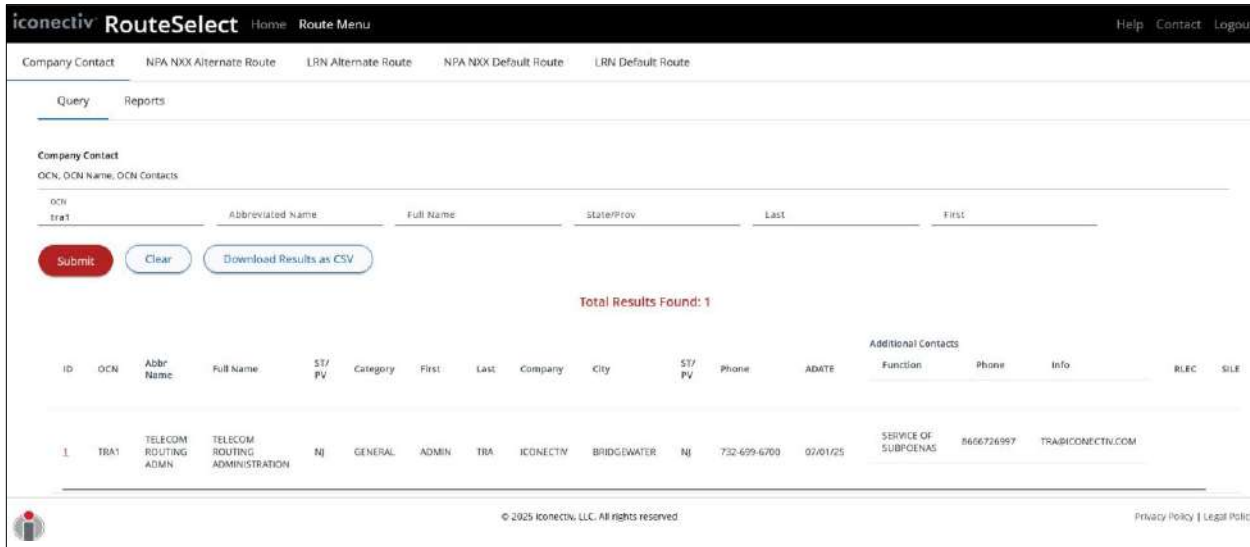 iconectiv RouteSelect Home Route Menu Help Contact Logou
Company Contact NPA NXX Alternate Route LRN Alternate Route NPA NXX Default Route LRN Default Route
Query Reports
Company Contact
OCN, OCN Name, OCN Contacts
OCN
tra1 Abbreviated Name Full Name State/Prov Last First
Submit Clear Download Results as CSV
Total Results Found: 1
Additional Contacts
ID OCN Abbr Name Full Name ST/PV Category First Last Company City ST/PV Phone ADATE Function Phone Info RLEC SILE
1 TRA1 TELECOM ROUTING ADMN TELECOM ROUTING ADMINISTRATION NJ GENERAL ADMIN TRA ICONECTIV BRIDGEWATER NJ 732-699-6700 07/01/25 SERVICE OF SUBPOENAS 8666726997 TRA@ICONECTIV.COM
© 2025 iconectiv, LLC. All rights reserved Privacy Policy | Legal Polic